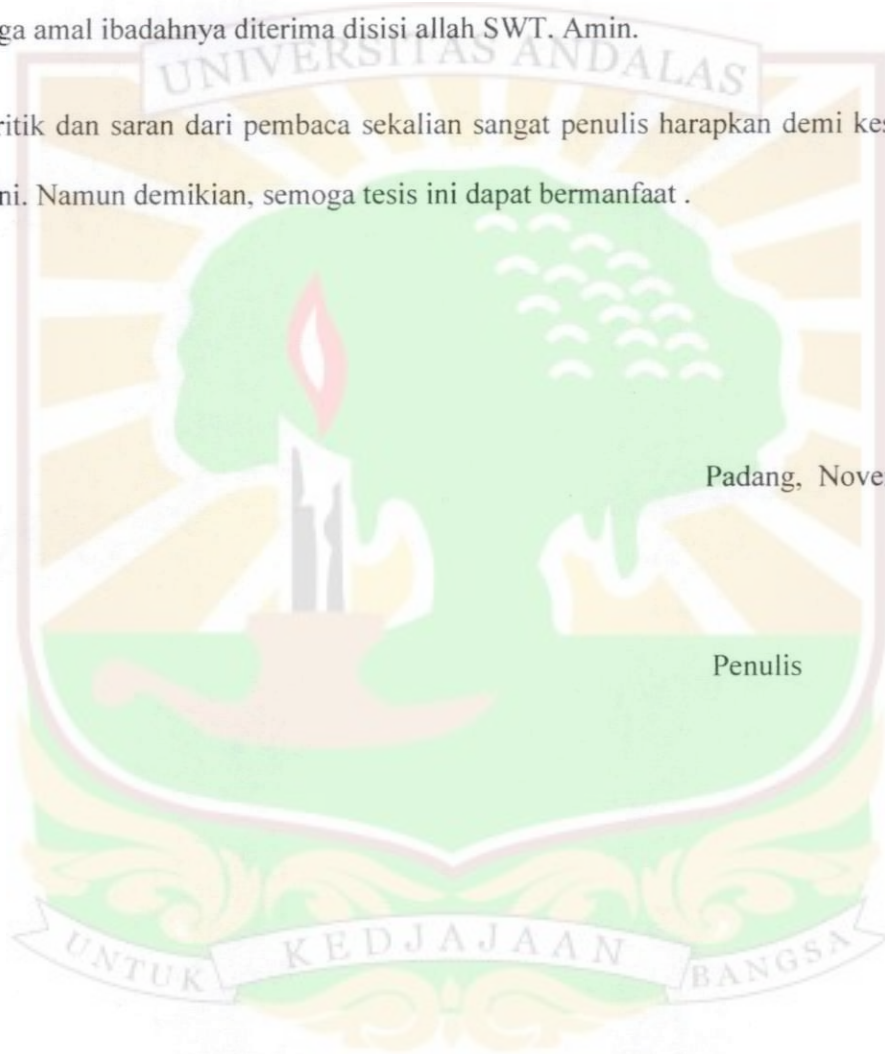 ga amal ibadahnya diterima disisi allah SWT. Amin.
UNIVERSITAS ANDALAS
ritik dan saran dari pembaca sekalian sangat penulis harapkan demi kes
ni. Namun demikian, semoga tesis ini dapat bermanfaat .
Padang, Nove
Penulis
UNTUK KEDJAJAAN BANGSA